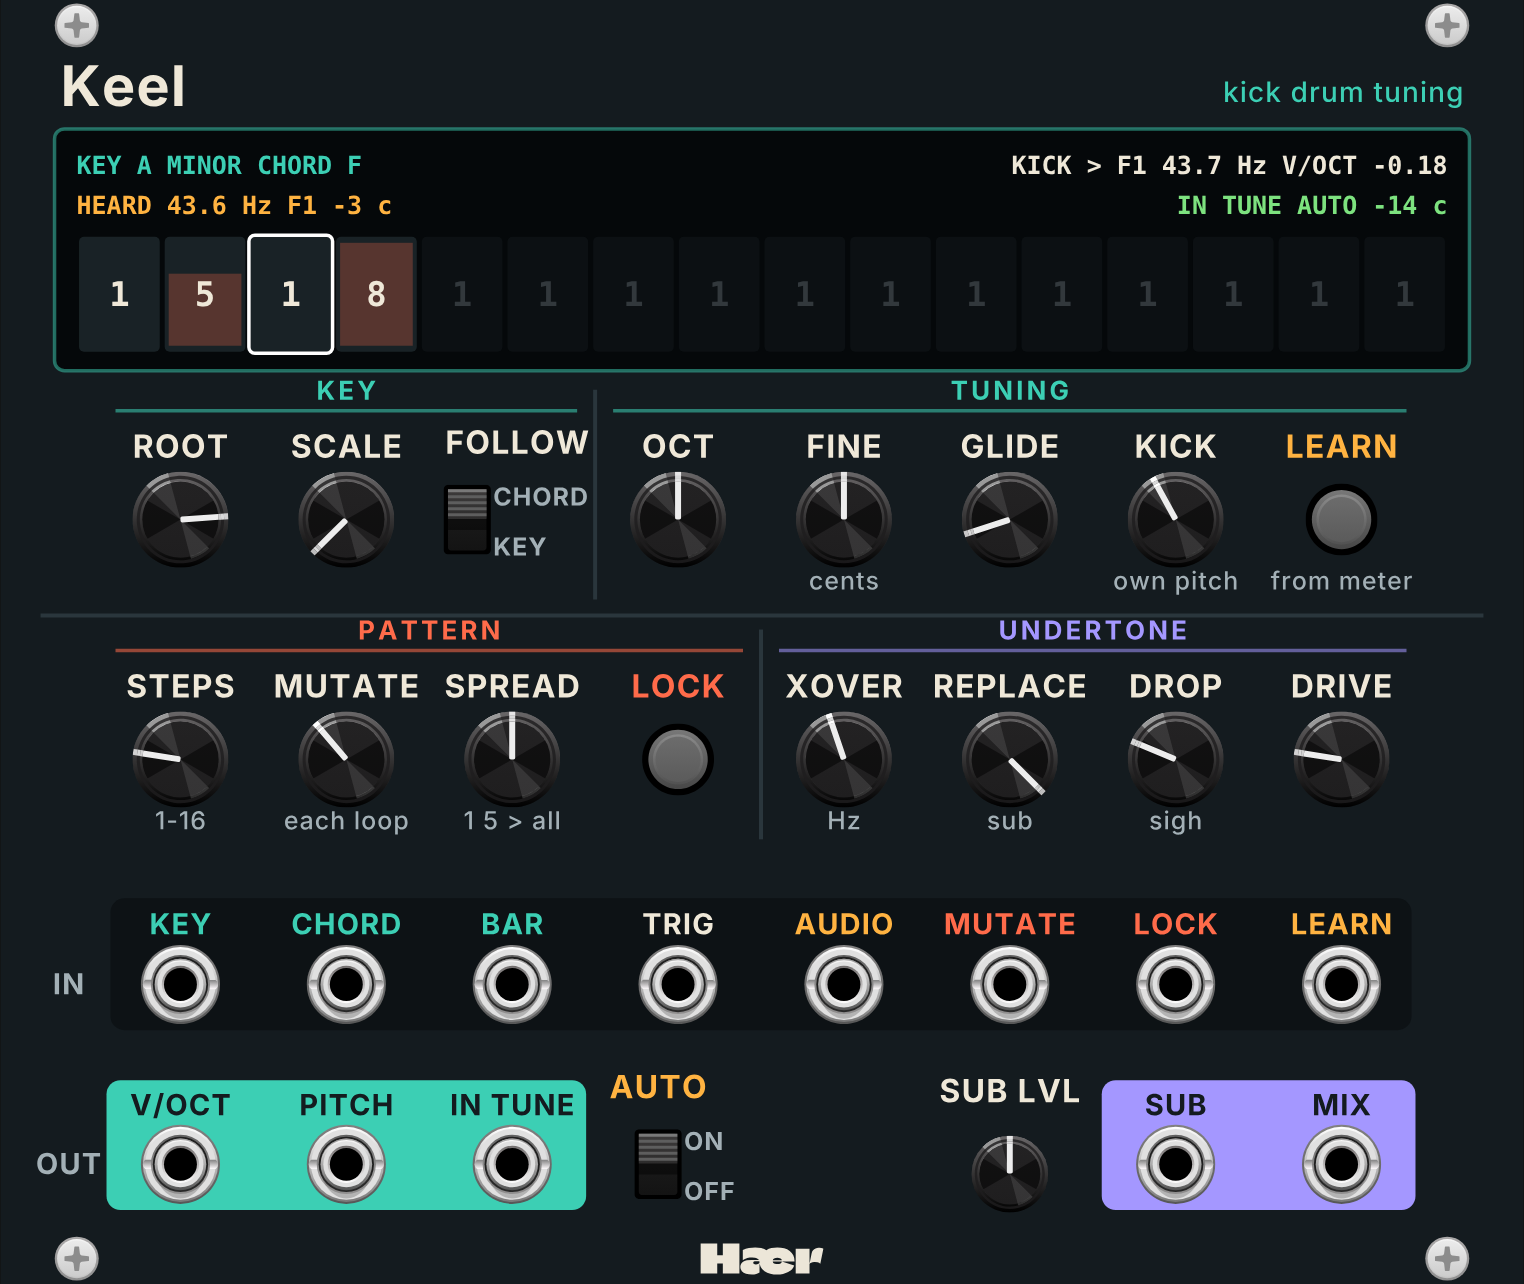 Keel
kick drum tuning
KEY A MINOR CHORD F
KICK > F1 43.7 Hz V/OCT -0.18
HEARD 43.6 Hz F1 -3 c
IN TUNE AUTO -14 c
1 5 1 8 1 1 1 1 1 1 1 1 1 1 1 1
KEY
TUNING
ROOT SCALE FOLLOW OCT FINE GLIDE KICK LEARN
CHORD
KEY
cents own pitch from meter
PATTERN
UNDERTONE
STEPS MUTATE SPREAD LOCK XOVER REPLACE DROP DRIVE
1-16 each loop 1 5 > all Hz sub sigh
KEY CHORD BAR TRIG AUDIO MUTATE LOCK LEARN
IN
AUTO SUB LVL
V/OCT PITCH IN TUNE SUB MIX
ON
OUT
OFF
Haer